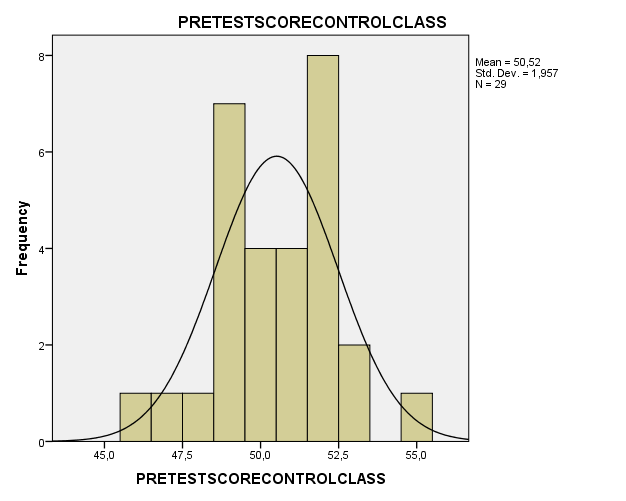 PRETESTSCORECONTROLCLASS
Mean = 50,52
Std. Dev. = 1,957
N = 29
Frequency
8
6
4
2
0
45,0 47,5 50,0 52,5 55,0
PRETESTSCORECONTROLCLASS